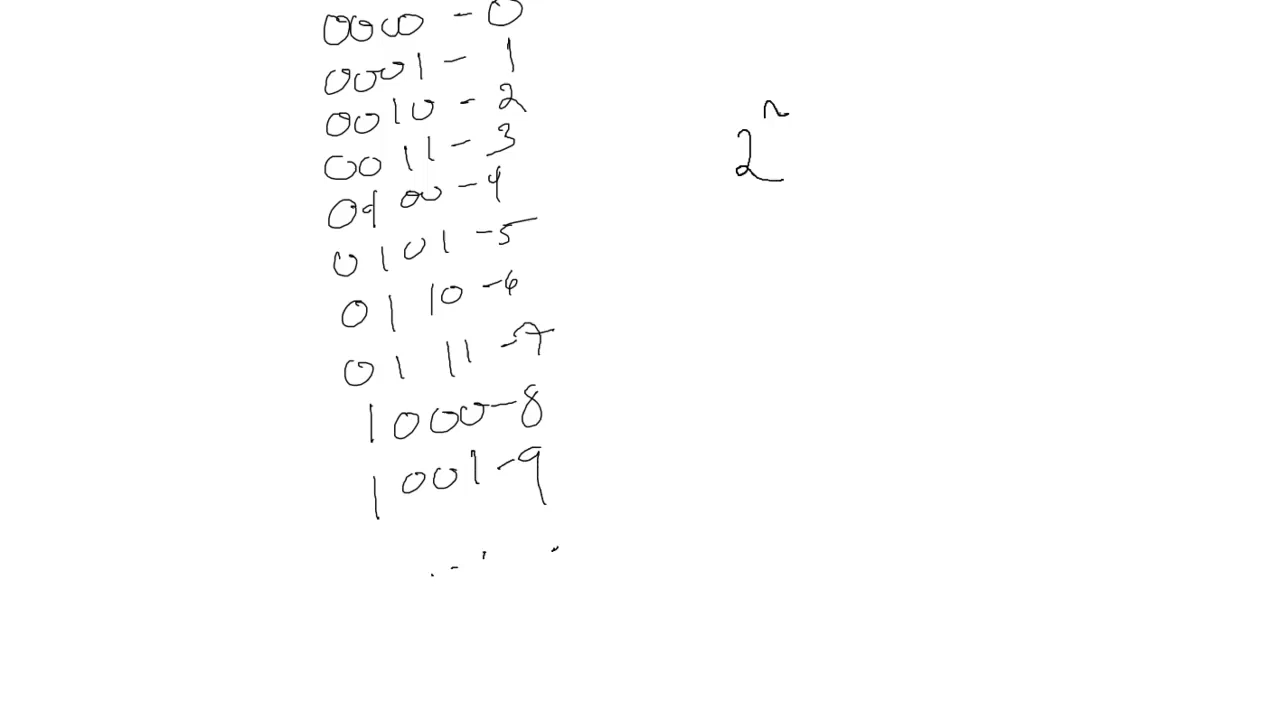 0000 - 0
0001 - 1
0010 - 2
0011 - 3
0100 - 4
0101 - 5
0110 - 6
0111 - 7
1000 - 8
1001 - 9
2^n